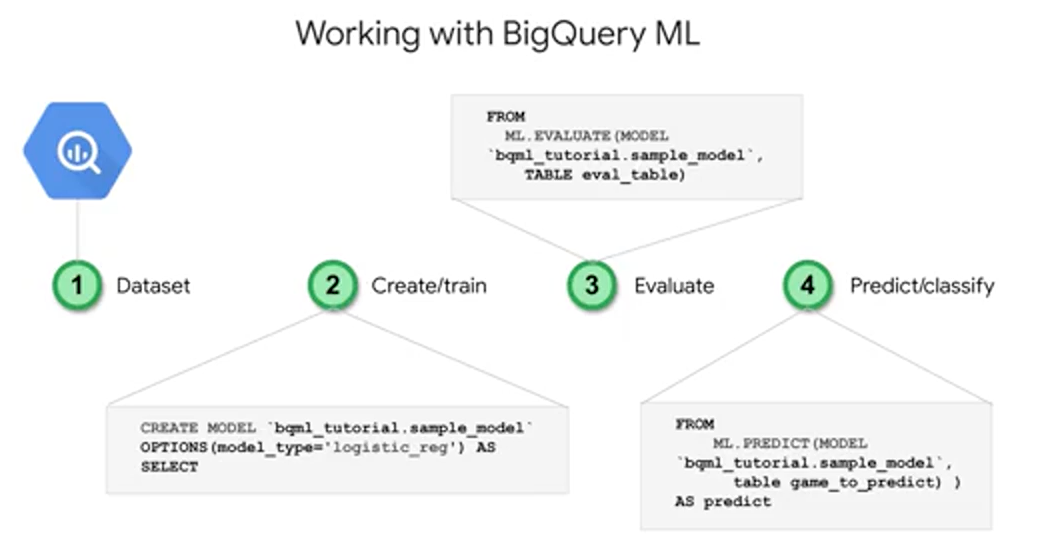 Working with BigQuery ML
FROM
ML.EVALUATE(MODEL
`bqml_tutorial.sample_model`,
TABLE eval_table)
1 Dataset
2 Create/train
3 Evaluate
4 Predict/classify
CREATE MODEL `bqml_tutorial.sample_model`
OPTIONS(model_type='logistic_reg') AS
SELECT
FROM
ML.PREDICT(MODEL
`bqml_tutorial.sample_model`,
table game_to_predict) )
AS predict